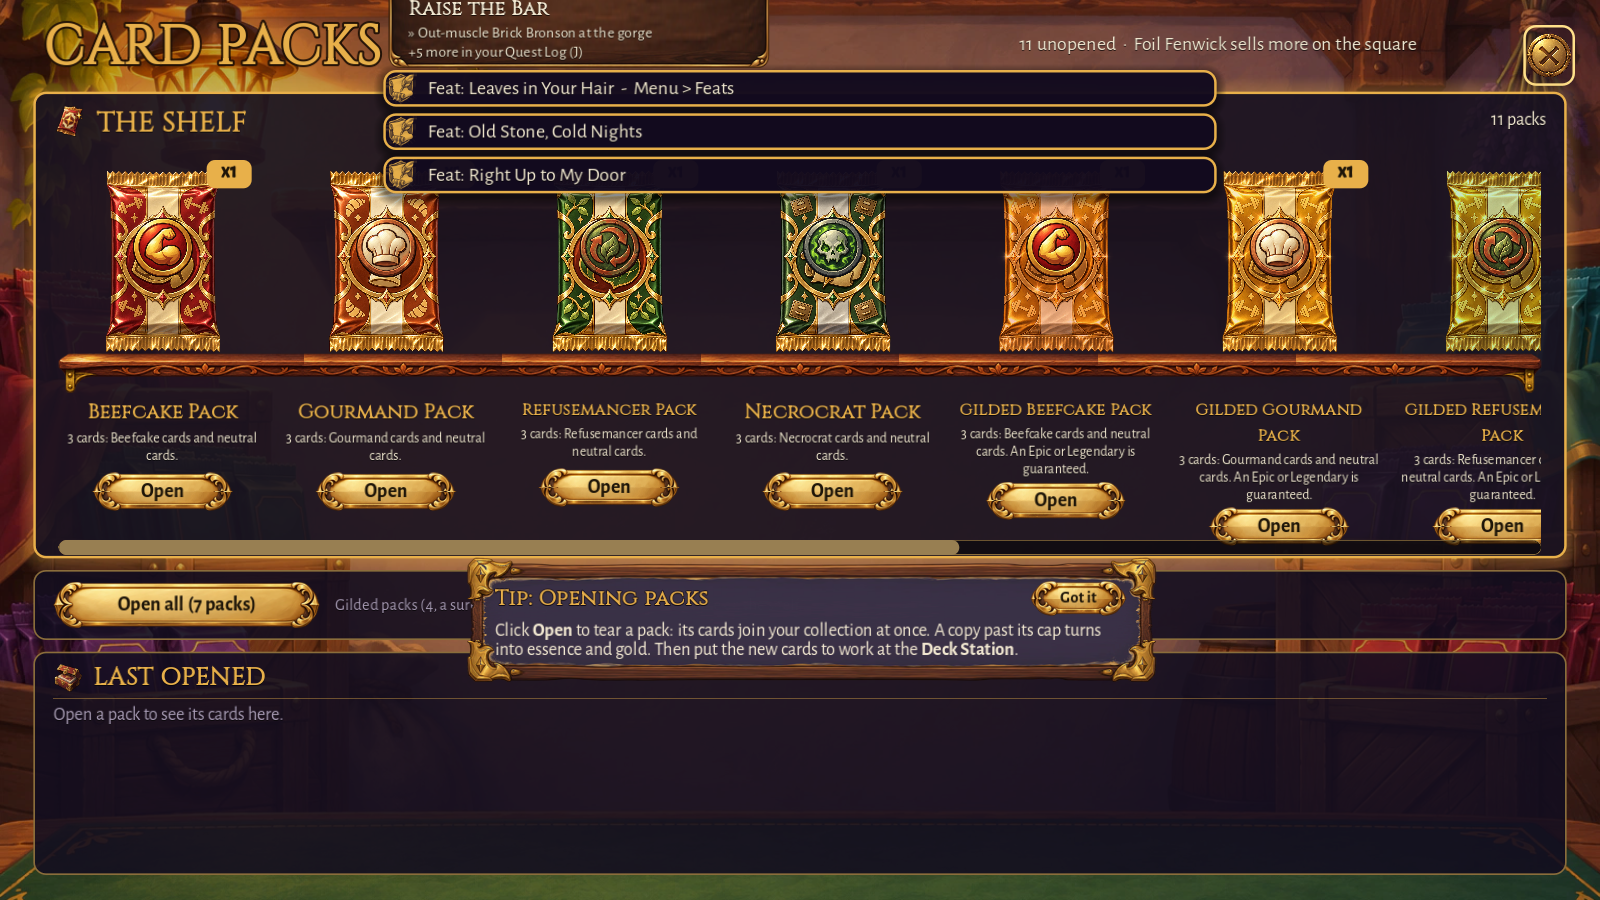 CARD PACKS
RAISE THE BAR
» Out-muscle Brick Bronson at the gorge
+5 more in your Quest Log (J)
11 unopened · Foil Fenwick sells more on the square
Feat: Leaves in Your Hair - Menu > Feats
Feat: Old Stone, Cold Nights
Feat: Right Up to My Door
THE SHELF
11 packs
X1
X1
BEEFCAKE PACK
3 cards: Beefcake cards and neutral
cards.
Open
GOURMAND PACK
3 cards: Gourmand cards and neutral
cards.
Open
REFUSEMANCER PACK
3 cards: Refusemancer cards and
neutral cards.
Open
NECROCRAT PACK
3 cards: Necrocrat cards and neutral
cards.
Open
GILDED BEEFCAKE PACK
3 cards: Beefcake cards and neutral
cards. An Epic or Legendary is
guaranteed.
Open
GILDED GOURMAND
PACK
3 cards: Gourmand cards and neutral
cards. An Epic or Legendary is
guaranteed.
Open
GILDED REFUSEM
PACK
3 cards: Refusemancer
neutral cards. An Epic or L
guaranteed.
Open
Open all (7 packs)
Gilded packs (4, a sur
TIP: OPENING PACKS
Got it
Click Open to tear a pack: its cards join your collection at once. A copy past its cap turns
into essence and gold. Then put the new cards to work at the Deck Station.
LAST OPENED
Open a pack to see its cards here.